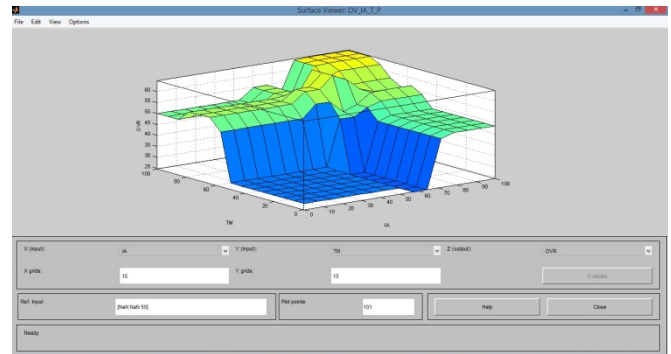 Surface Viewer: OV_IA_T_P
File Edit View Options
60
55
50
45
40
35
30
25
OVR
100
80
60
40
20
0
TM
0 10 20 30 40 50 60 70 80 90 100
IA
X (input): IA Y (input): TM Z (output): OVR
X grids: 15 Y grids: 15 Evaluate
Ref. Input: [NaN NaN 50] Plot points: 101 Help Close
Ready